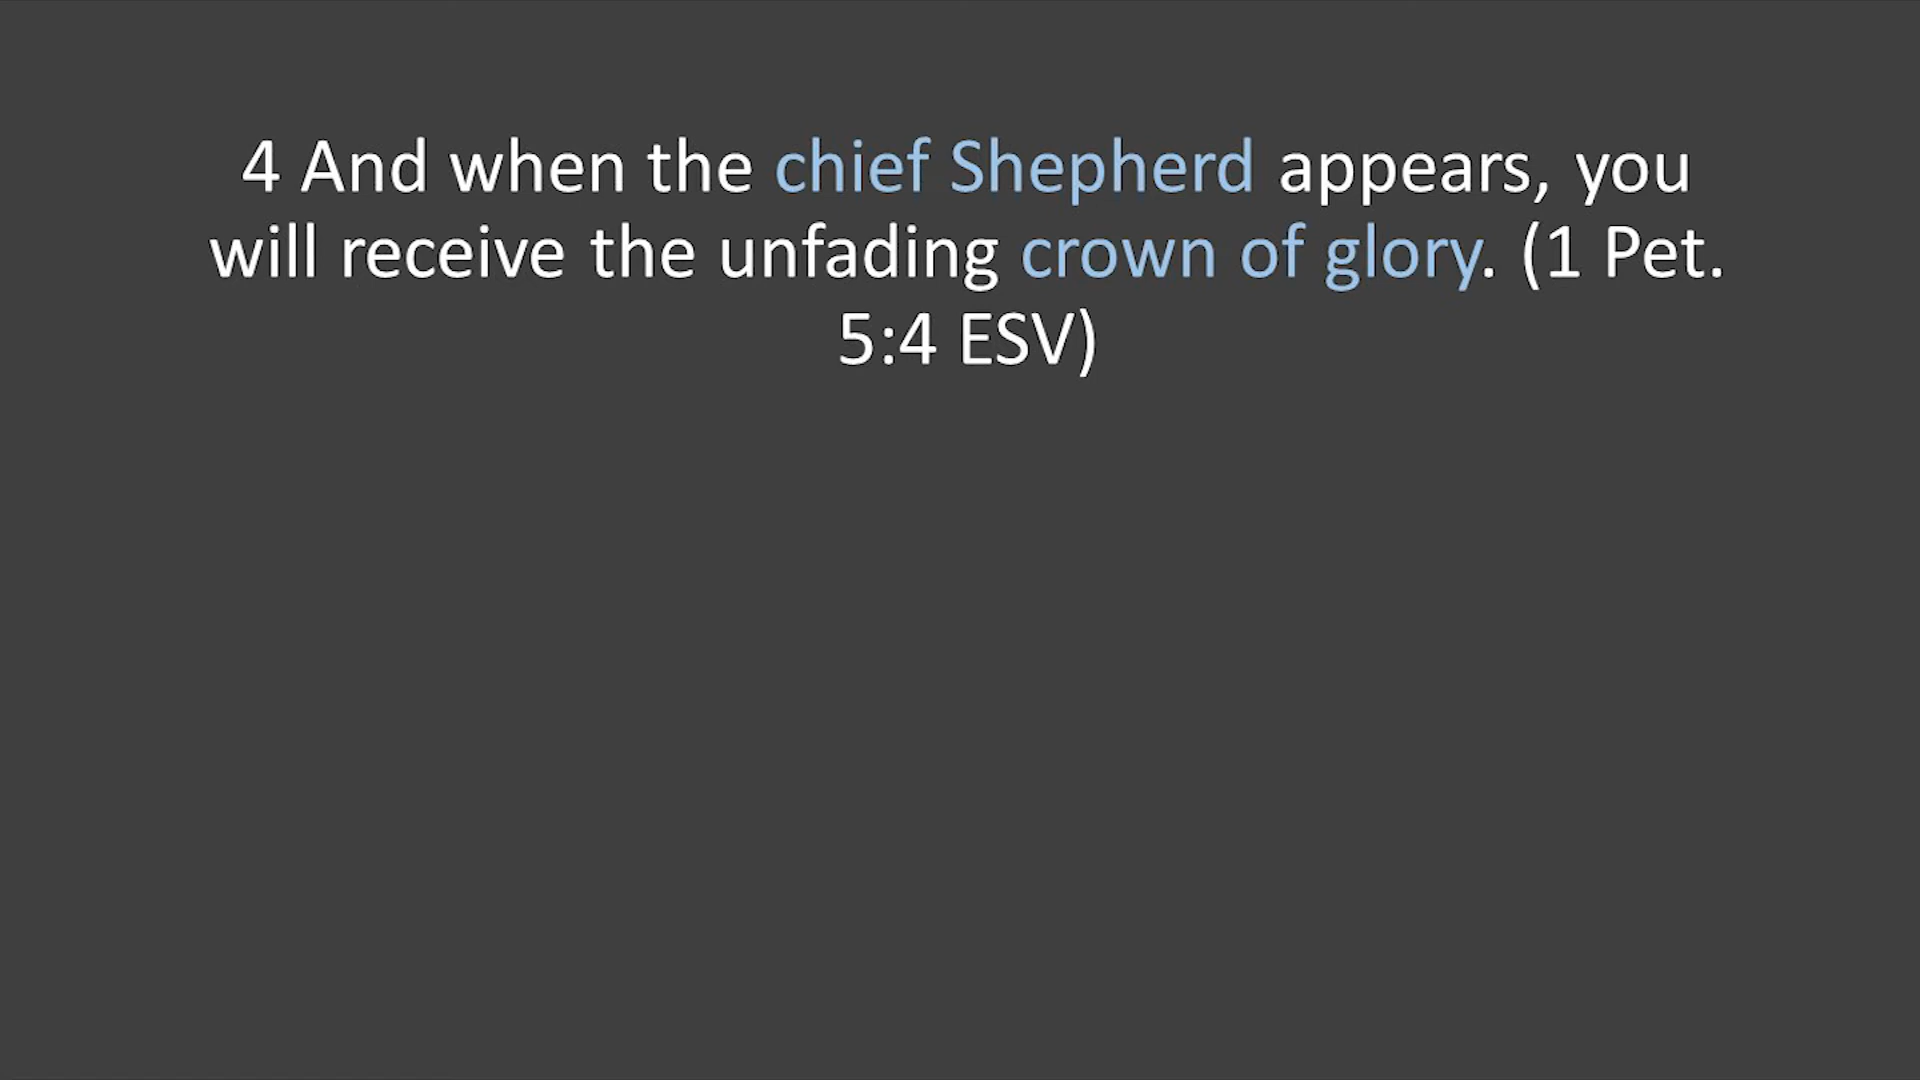 4 And when the chief Shepherd appears, you
will receive the unfading crown of glory. (1 Pet.
5:4 ESV)